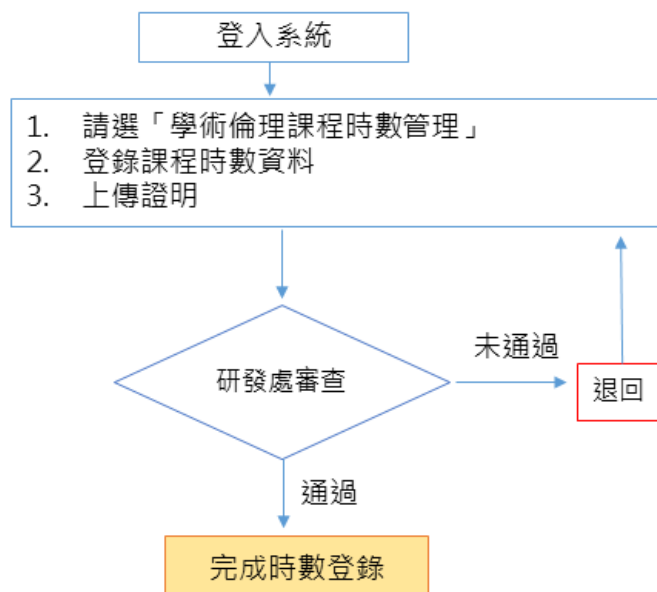 登入系統
1. 請選「學術倫理課程時數管理」
2. 登錄課程時數資料
3. 上傳證明
未通過
研發處審查
退回
通過
完成時數登錄